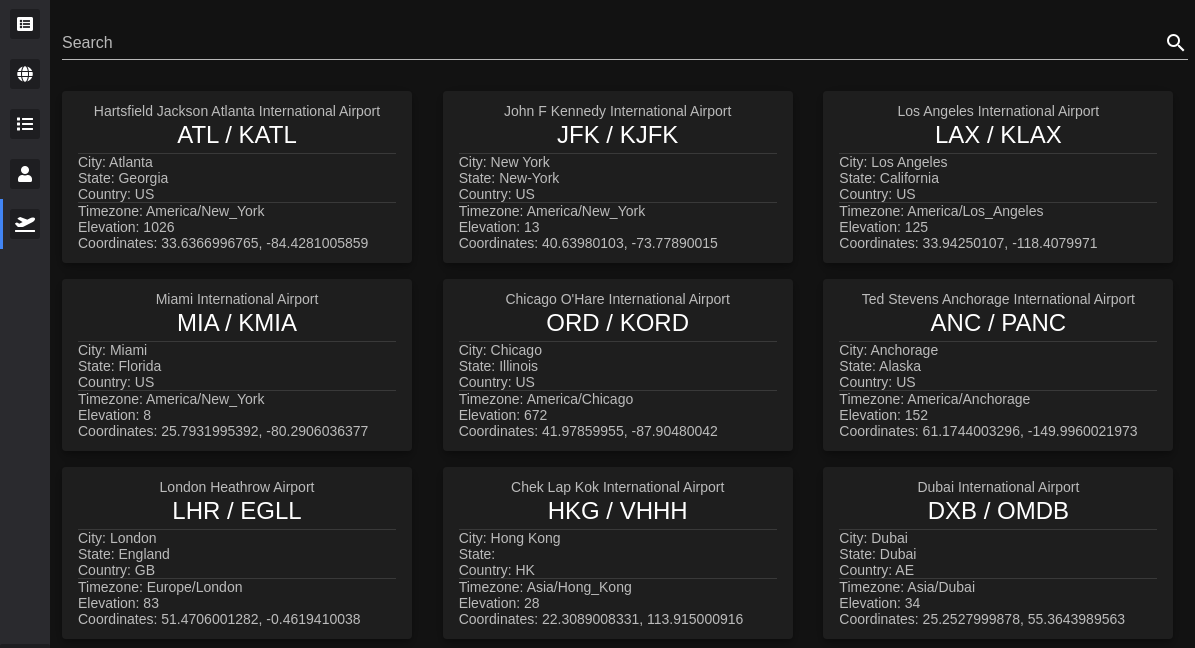 Search
Hartsfield Jackson Atlanta International Airport
ATL / KATL
City: Atlanta
State: Georgia
Country: US
Timezone: America/New_York
Elevation: 1026
Coordinates: 33.6366996765, -84.4281005859
John F Kennedy International Airport
JFK / KJFK
City: New York
State: New-York
Country: US
Timezone: America/New_York
Elevation: 13
Coordinates: 40.63980103, -73.77890015
Los Angeles International Airport
LAX / KLAX
City: Los Angeles
State: California
Country: US
Timezone: America/Los_Angeles
Elevation: 125
Coordinates: 33.94250107, -118.4079971
Miami International Airport
MIA / KMIA
City: Miami
State: Florida
Country: US
Timezone: America/New_York
Elevation: 8
Coordinates: 25.7931995392, -80.2906036377
Chicago O'Hare International Airport
ORD / KORD
City: Chicago
State: Illinois
Country: US
Timezone: America/Chicago
Elevation: 672
Coordinates: 41.97859955, -87.90480042
Ted Stevens Anchorage International Airport
ANC / PANC
City: Anchorage
State: Alaska
Country: US
Timezone: America/Anchorage
Elevation: 152
Coordinates: 61.1744003296, -149.9960021973
London Heathrow Airport
LHR / EGLL
City: London
State: England
Country: GB
Timezone: Europe/London
Elevation: 83
Coordinates: 51.4706001282, -0.4619410038
Chek Lap Kok International Airport
HKG / VHHH
City: Hong Kong
State:
Country: HK
Timezone: Asia/Hong_Kong
Elevation: 28
Coordinates: 22.3089008331, 113.915000916
Dubai International Airport
DXB / OMDB
City: Dubai
State: Dubai
Country: AE
Timezone: Asia/Dubai
Elevation: 34
Coordinates: 25.2527999878, 55.3643989563